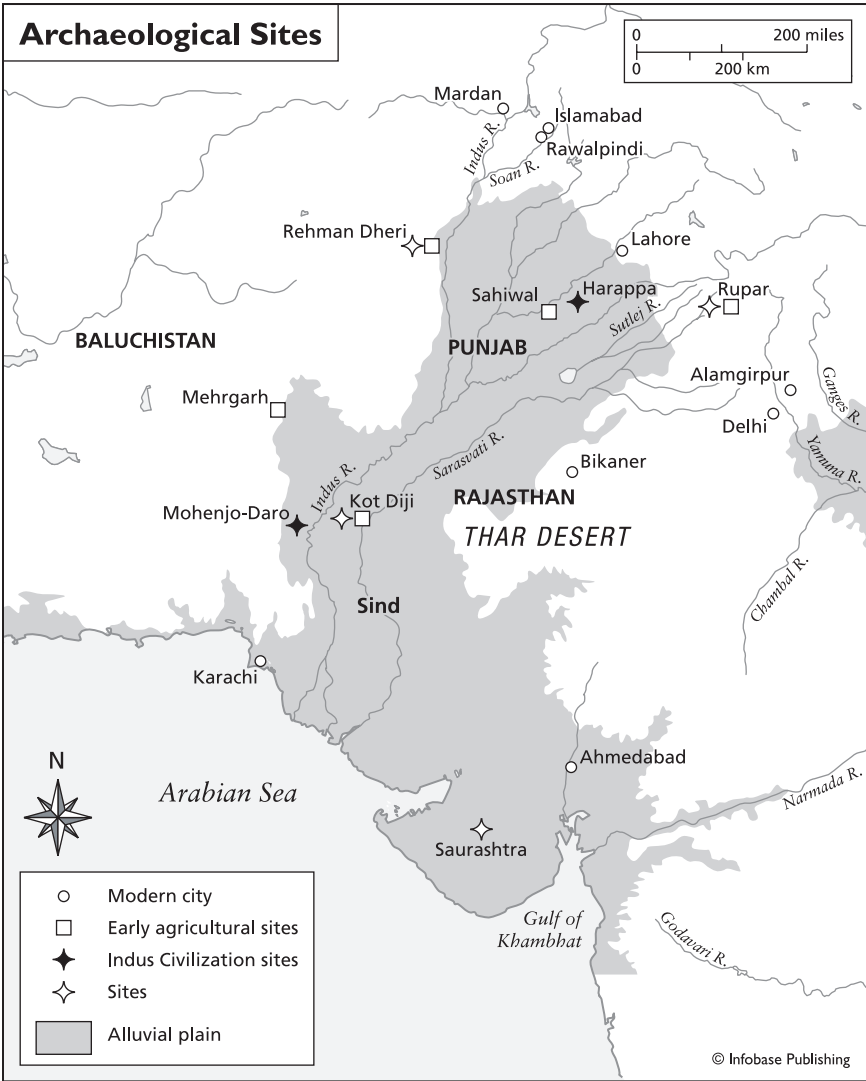 Archaeological Sites
0 200 miles
0 200 km
Mardan
Islamabad
Rawalpindi
Indus R.
Soan R.
Rehman Dheri
Lahore
Sahiwal
Harappa
Rupar
Sutlej R.
BALUCHISTAN
PUNJAB
Alamgirpur
Ganges R.
Mehrgarh
Delhi
Yamuna R.
Sarasvati R.
Bikaner
Indus R.
Kot Diji
RAJASTHAN
Mohenjo-Daro
THAR DESERT
Chambal R.
Sind
Karachi
N
Ahmedabad
Arabian Sea
Narmada R.
Saurashtra
Gulf of
Khambhat
Godavari R.
Modern city
Early agricultural sites
Indus Civilization sites
Sites
Alluvial plain
© Infobase Publishing